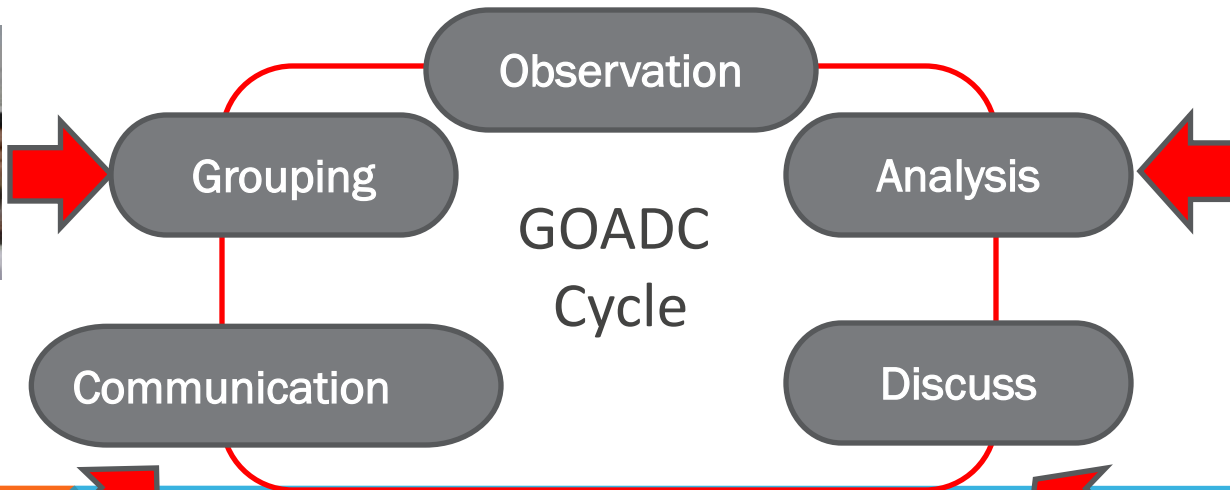 Observation
Grouping
Analysis
GOADC
Cycle
Communication
Discuss